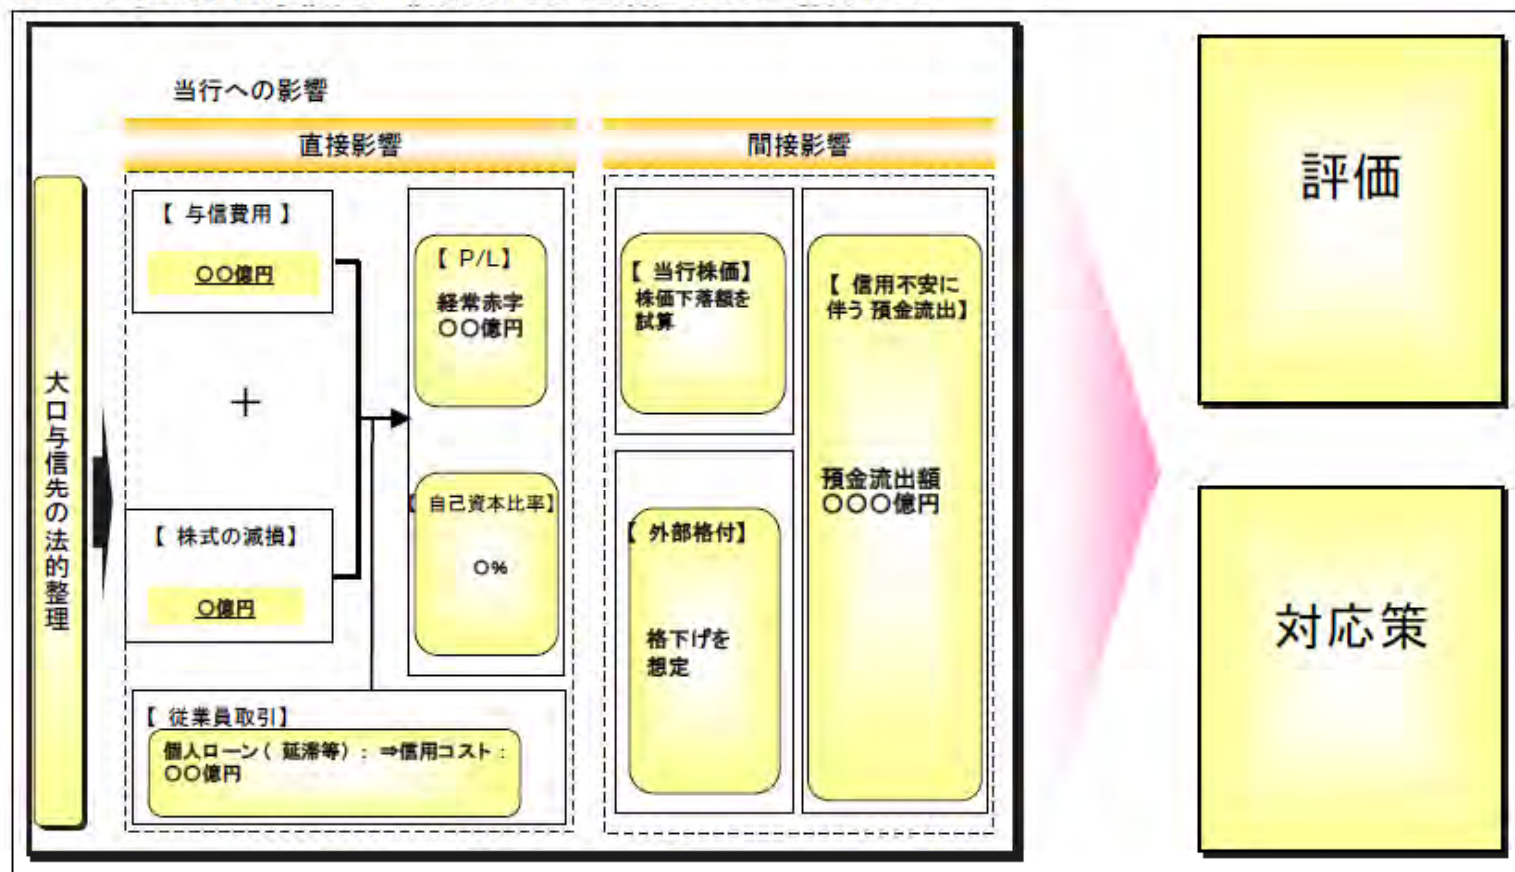 当行への影響
直接影響
間接影響
大口与信先の法的整理
【 与信費用 】
〇〇億円
＋
【 株式の減損】
〇億円
【 P/L】
経常赤字
〇〇億円
【 自己資本比率】
〇%
【 従業員取引】
個人ローン( 延滞等) : ⇒信用コスト :
〇〇億円
【 当行株価】
株価下落額を
試算
【 外部格付】
格下げを
想定
【 信用不安に
伴う 預金流出】
預金流出額
〇〇〇億円
評価
対応策